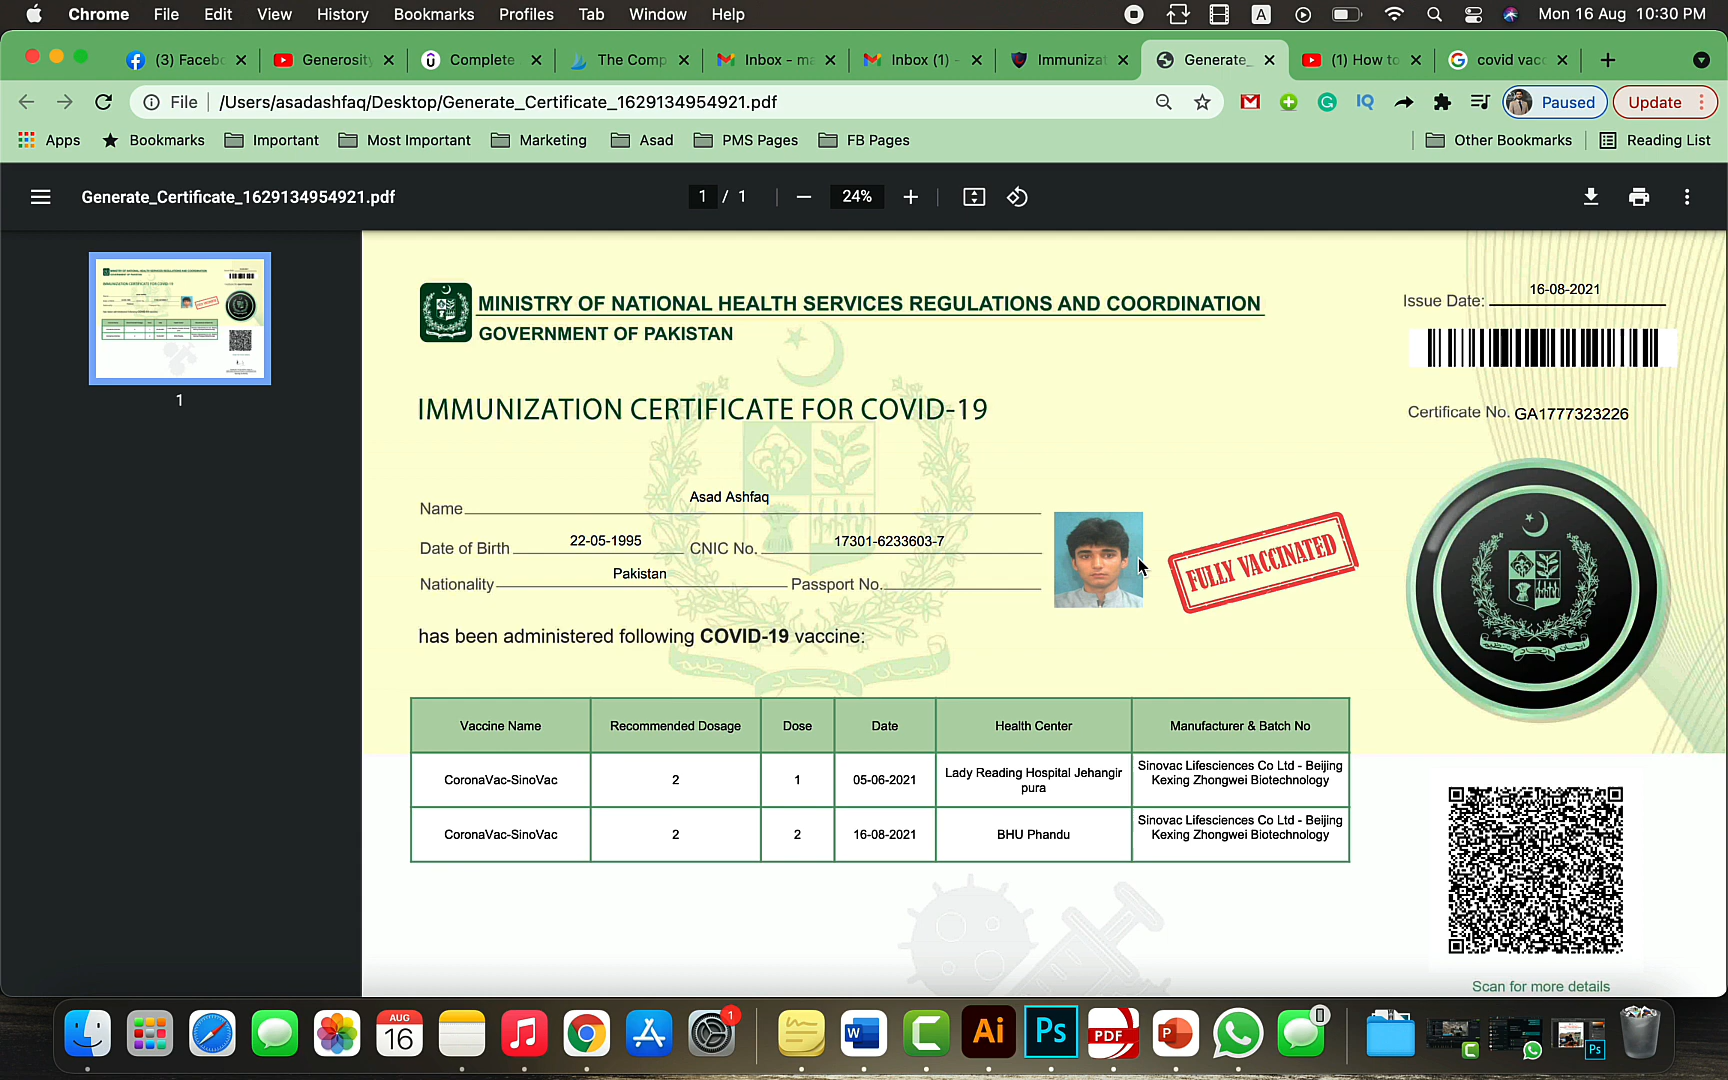 Chrome File Edit View History Bookmarks Profiles Tab Window Help A Mon 16 Aug 10:30 PM
(3) Faceb Generosit Complete The Comp Inbox - ma Inbox (1) - Immunizat Generate_ (1) How to covid vacc
File /Users/asadashfaq/Desktop/Generate_Certificate_1629134954921.pdf IQ Paused Update
Apps Bookmarks Important Most Important Marketing Asad PMS Pages FB Pages Other Bookmarks Reading List
Generate_Certificate_1629134954921.pdf 1 / 1 24%
1
MINISTRY OF NATIONAL HEALTH SERVICES REGULATIONS AND COORDINATION
GOVERNMENT OF PAKISTAN
Issue Date: 16-08-2021
IMMUNIZATION CERTIFICATE FOR COVID-19
Certificate No. GA1777323226
Name Asad Ashfaq
Date of Birth 22-05-1995 CNIC No. 17301-6233603-7
Nationality Pakistan Passport No.
FULLY VACCINATED
has been administered following COVID-19 vaccine:
Vaccine Name Recommended Dosage Dose Date Health Center Manufacturer & Batch No
CoronaVac-SinoVac 2 1 05-06-2021 Lady Reading Hospital Jehangir pura Sinovac Lifesciences Co Ltd - Beijing Kexing Zhongwei Biotechnology
CoronaVac-SinoVac 2 2 16-08-2021 BHU Phandu Sinovac Lifesciences Co Ltd - Beijing Kexing Zhongwei Biotechnology
Scan for more details
AUG
16
1
W
Ai
Ps
PDF
P